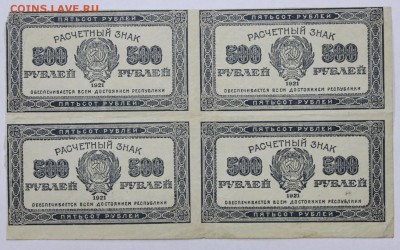 COINS.LAVE.RU
ПЯТЬСОТ РУБЛЕЙ ПЯТЬСОТ РУБЛЕЙ
РАСЧЕТНЫЙ ЗНАК РАСЧЕТНЫЙ ЗНАК
500 500 500 500
РУБЛЕЙ РУБЛЕЙ РУБЛЕЙ РУБЛЕЙ
1921 1921
ОБЕСПЕЧИВАЕТСЯ ВСЕМ ДОСТОЯНИЕМ РЕСПУБЛИКИ ОБЕСПЕЧИВАЕТСЯ ВСЕМ ДОСТОЯНИЕМ РЕСПУБЛИКИ
ПЯТЬСОТ РУБЛЕЙ ПЯТЬСОТ РУБЛЕЙ
ПЯТЬСОТ РУБЛЕЙ ПЯТЬСОТ РУБЛЕЙ
РАСЧЕТНЫЙ ЗНАК РАСЧЕТНЫЙ ЗНАК
500 500 500 500
РУБЛЕЙ РУБЛЕЙ РУБЛЕЙ РУБЛЕЙ
1921 1921
ОБЕСПЕЧИВАЕТСЯ ВСЕМ ДОСТОЯНИЕМ РЕСПУБЛИКИ ОБЕСПЕЧИВАЕТСЯ ВСЕМ ДОСТОЯНИЕМ РЕСПУБЛИКИ
ПЯТЬСОТ РУБЛЕЙ ПЯТЬСОТ РУБЛЕЙ